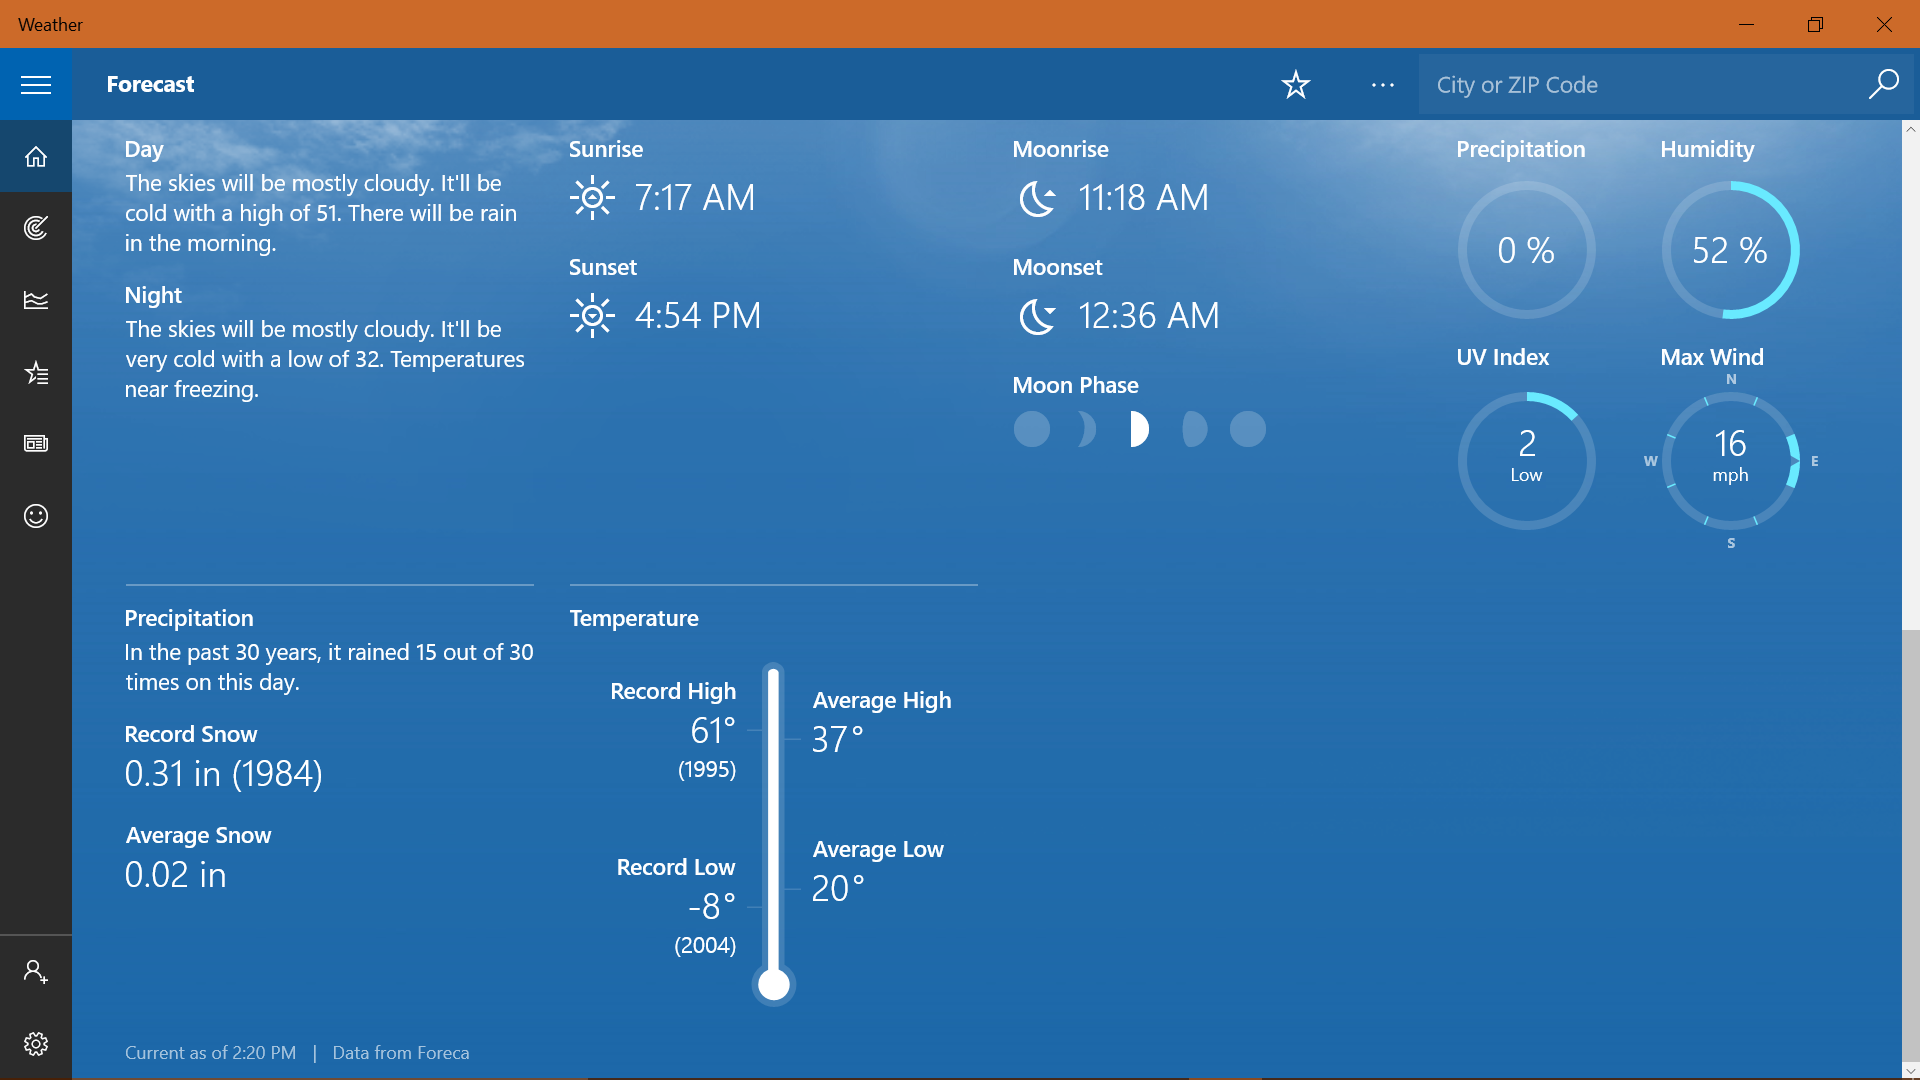 Weather
Forecast
City or ZIP Code
Day
The skies will be mostly cloudy. It'll be
cold with a high of 51. There will be rain
in the morning.
Night
The skies will be mostly cloudy. It'll be
very cold with a low of 32. Temperatures
near freezing.
Sunrise
7:17 AM
Sunset
4:54 PM
Moonrise
11:18 AM
Moonset
12:36 AM
Moon Phase
Precipitation
0 %
Humidity
52 %
UV Index
2
Low
Max Wind
N
W
16
mph
E
S
Precipitation
In the past 30 years, it rained 15 out of 30
times on this day.
Record Snow
0.31 in (1984)
Average Snow
0.02 in
Temperature
Record High
61°
(1995)
Average High
37°
Record Low
-8°
(2004)
Average Low
20°
Current as of 2:20 PM | Data from Foreca